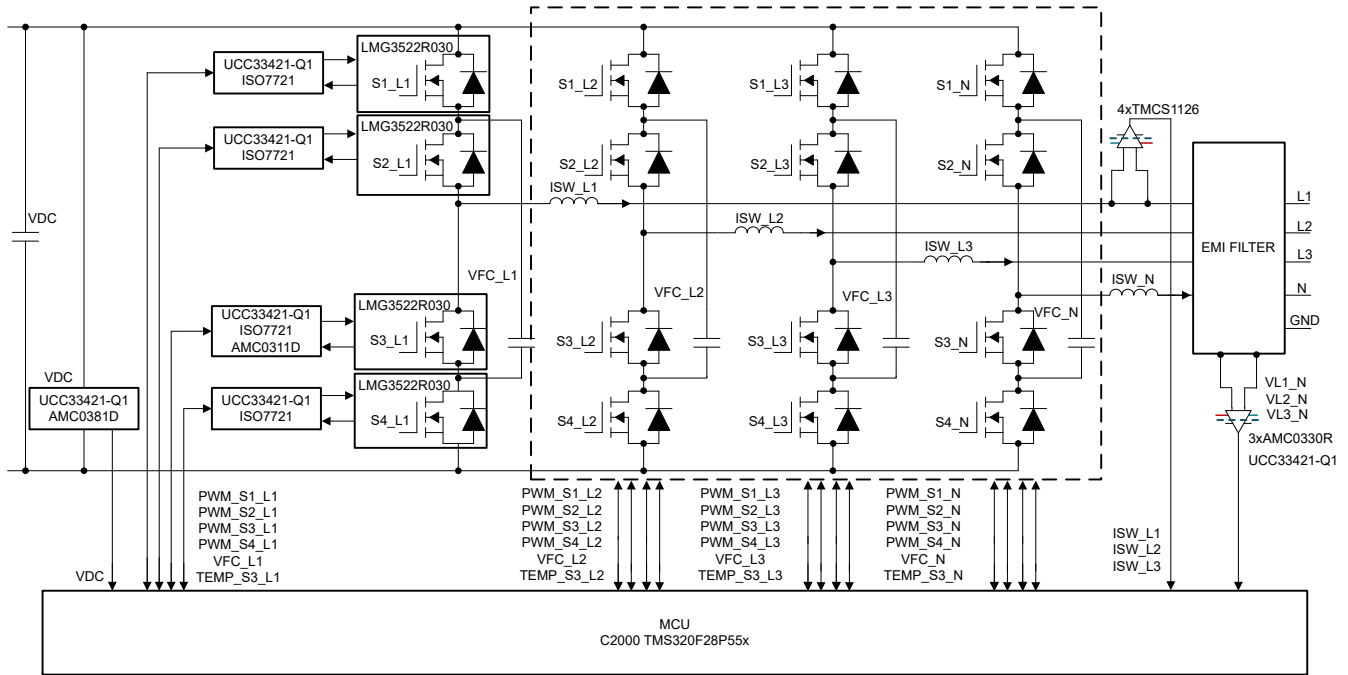 LMG3522R030
UCC33421-Q1
ISO7721
S1_L1
S1_L2
S1_L3
S1_N
4xTMCS1126
LMG3522R030
UCC33421-Q1
ISO7721
S2_L1
S2_L2
S2_L3
S2_N
ISW_L1
L1
VDC
ISW_L2
L2
ISW_L3
EMI FILTER
L3
VFC_L1
ISW_N
N
VFC_L2
VFC_L3
VFC_N
GND
LMG3522R030
UCC33421-Q1
ISO7721
AMC0311D
S3_L1
S3_L2
S3_L3
S3_N
VDC
UCC33421-Q1
AMC0381D
LMG3522R030
UCC33421-Q1
ISO7721
S4_L1
S4_L2
S4_L3
S4_N
VL1_N
VL2_N
VL3_N
3xAMC0330R
UCC33421-Q1
PWM_S1_L1
PWM_S2_L1
PWM_S3_L1
PWM_S4_L1
VFC_L1
TEMP_S3_L1
PWM_S1_L2
PWM_S2_L2
PWM_S3_L2
PWM_S4_L2
VFC_L2
TEMP_S3_L2
PWM_S1_L3
PWM_S2_L3
PWM_S3_L3
PWM_S4_L3
VFC_L3
TEMP_S3_L3
PWM_S1_N
PWM_S2_N
PWM_S3_N
PWM_S4_N
VFC_N
TEMP_S3_N
ISW_L1
ISW_L2
ISW_L3
VDC
MCU
C2000 TMS320F28P55x